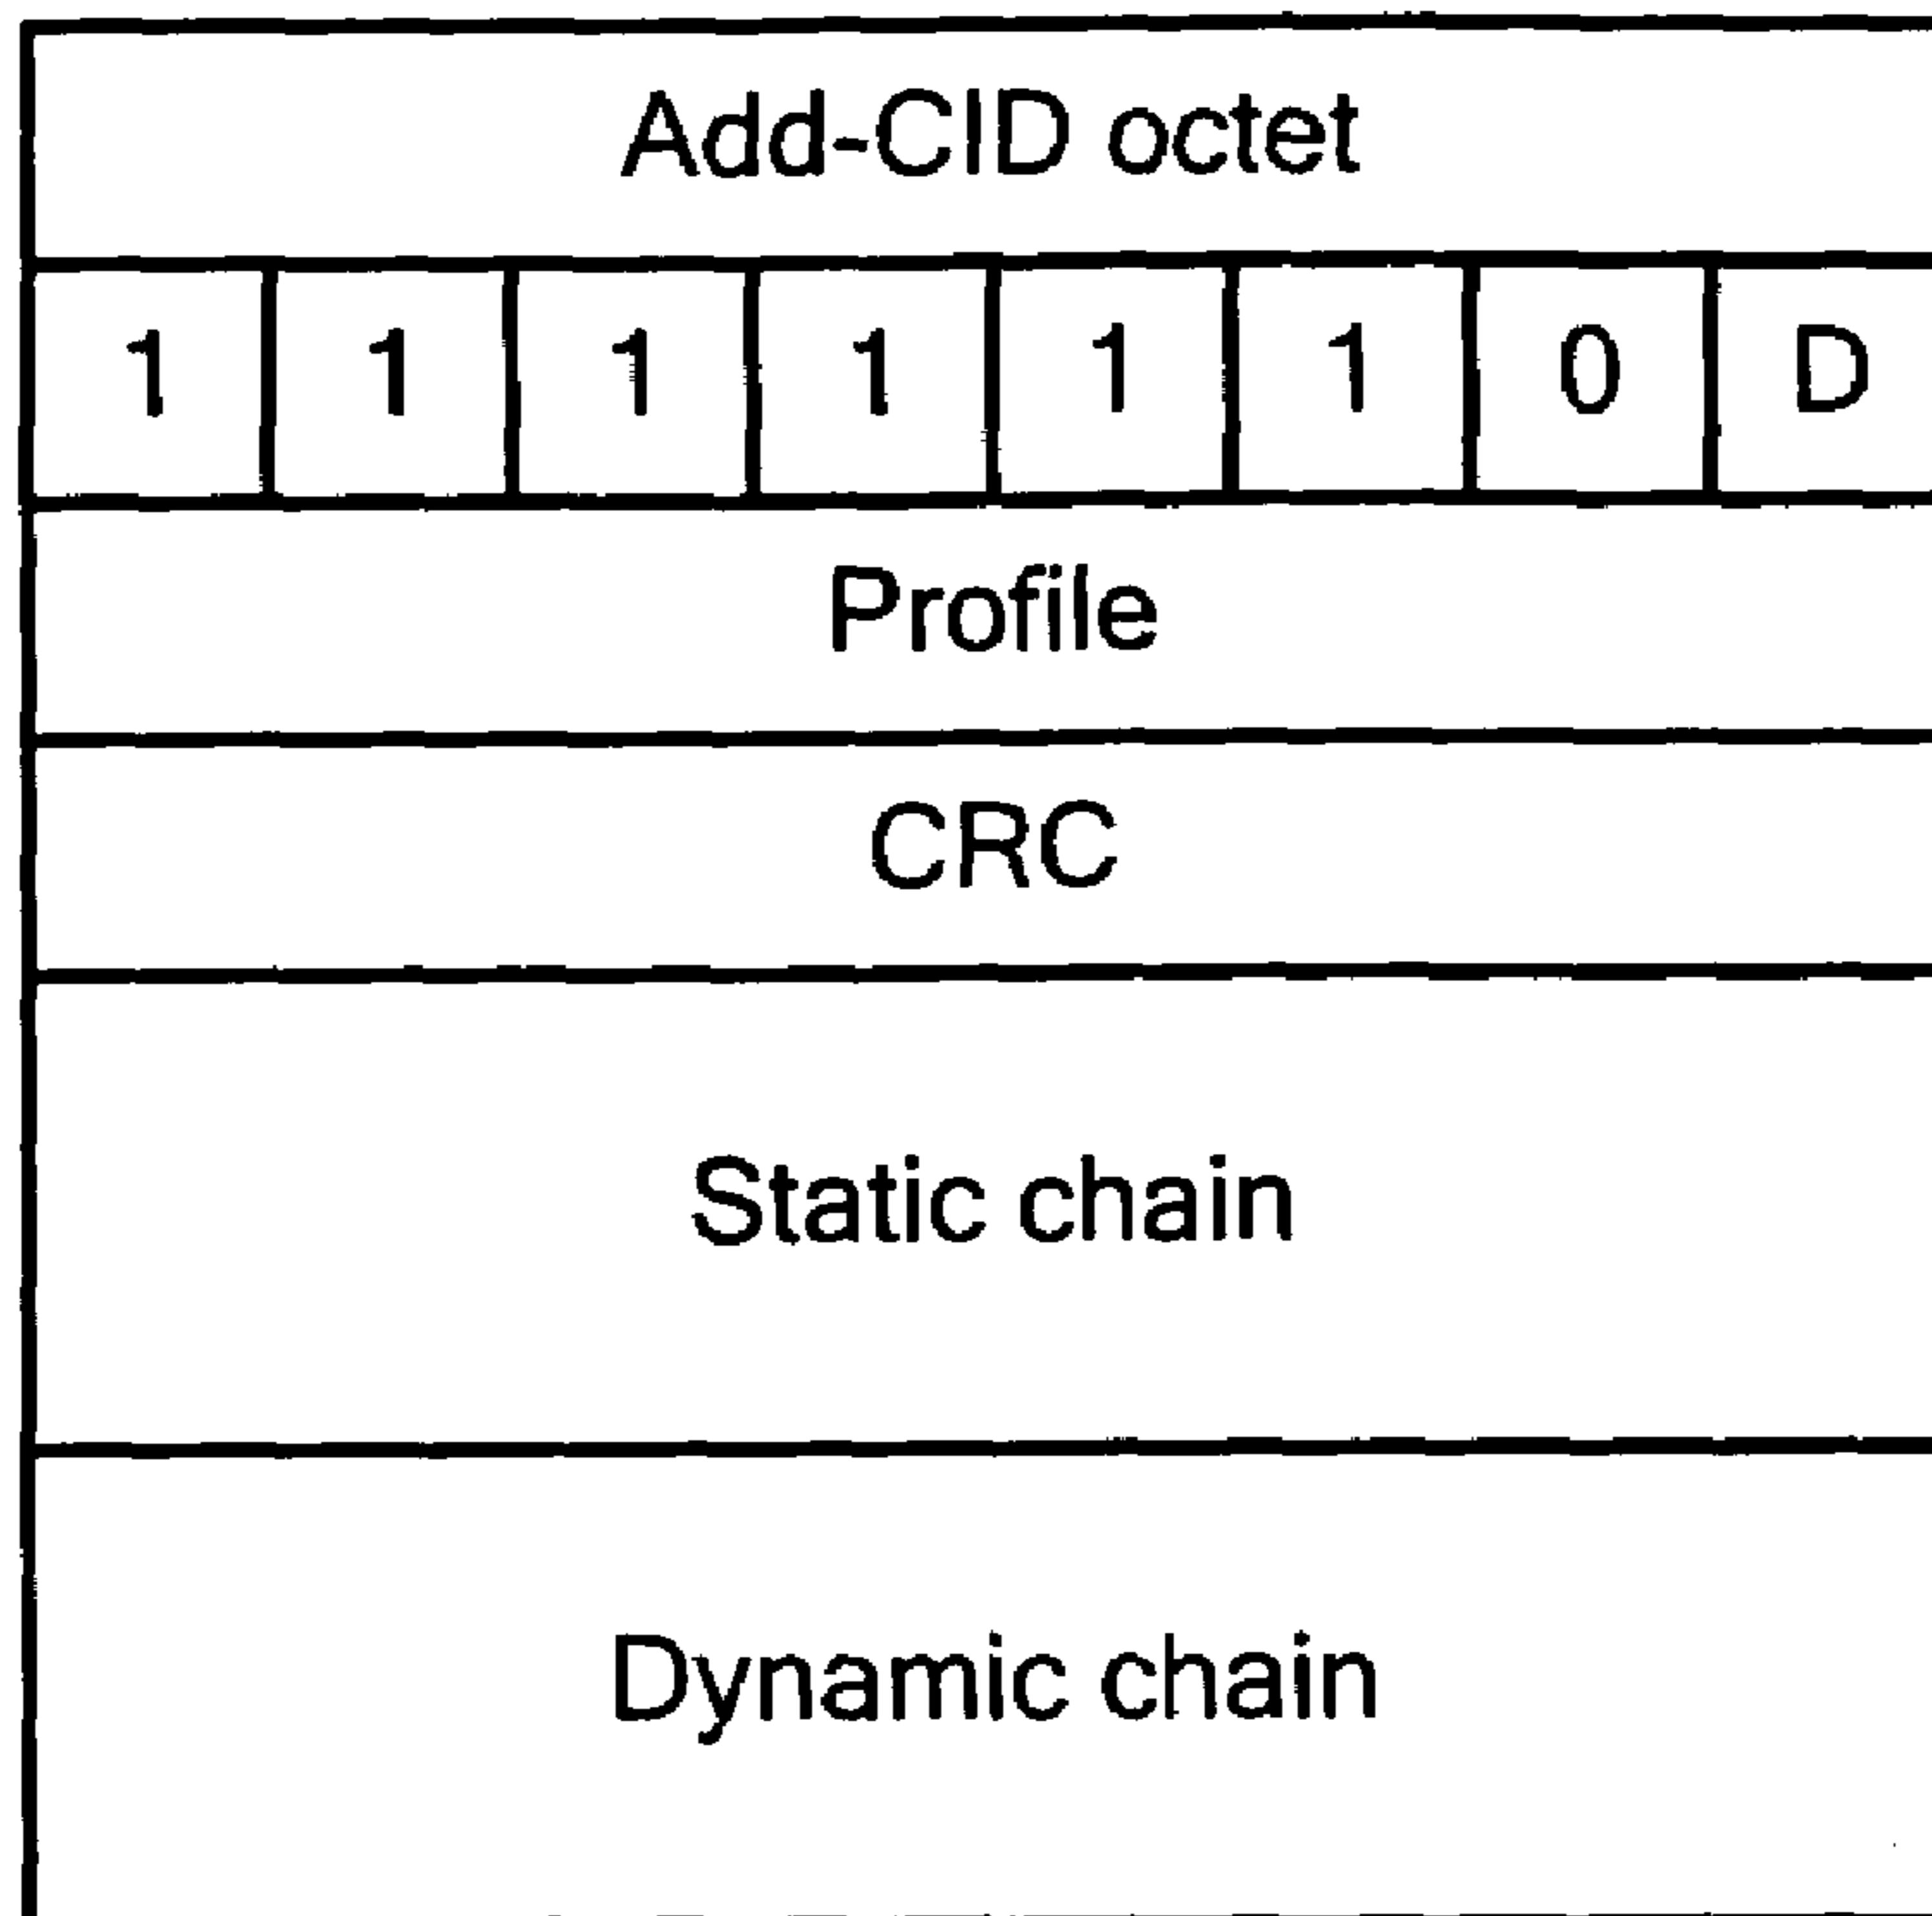 Add-CID octet
1 1 1 1 1 1 0 D
Profile
CRC
Static chain
Dynamic chain